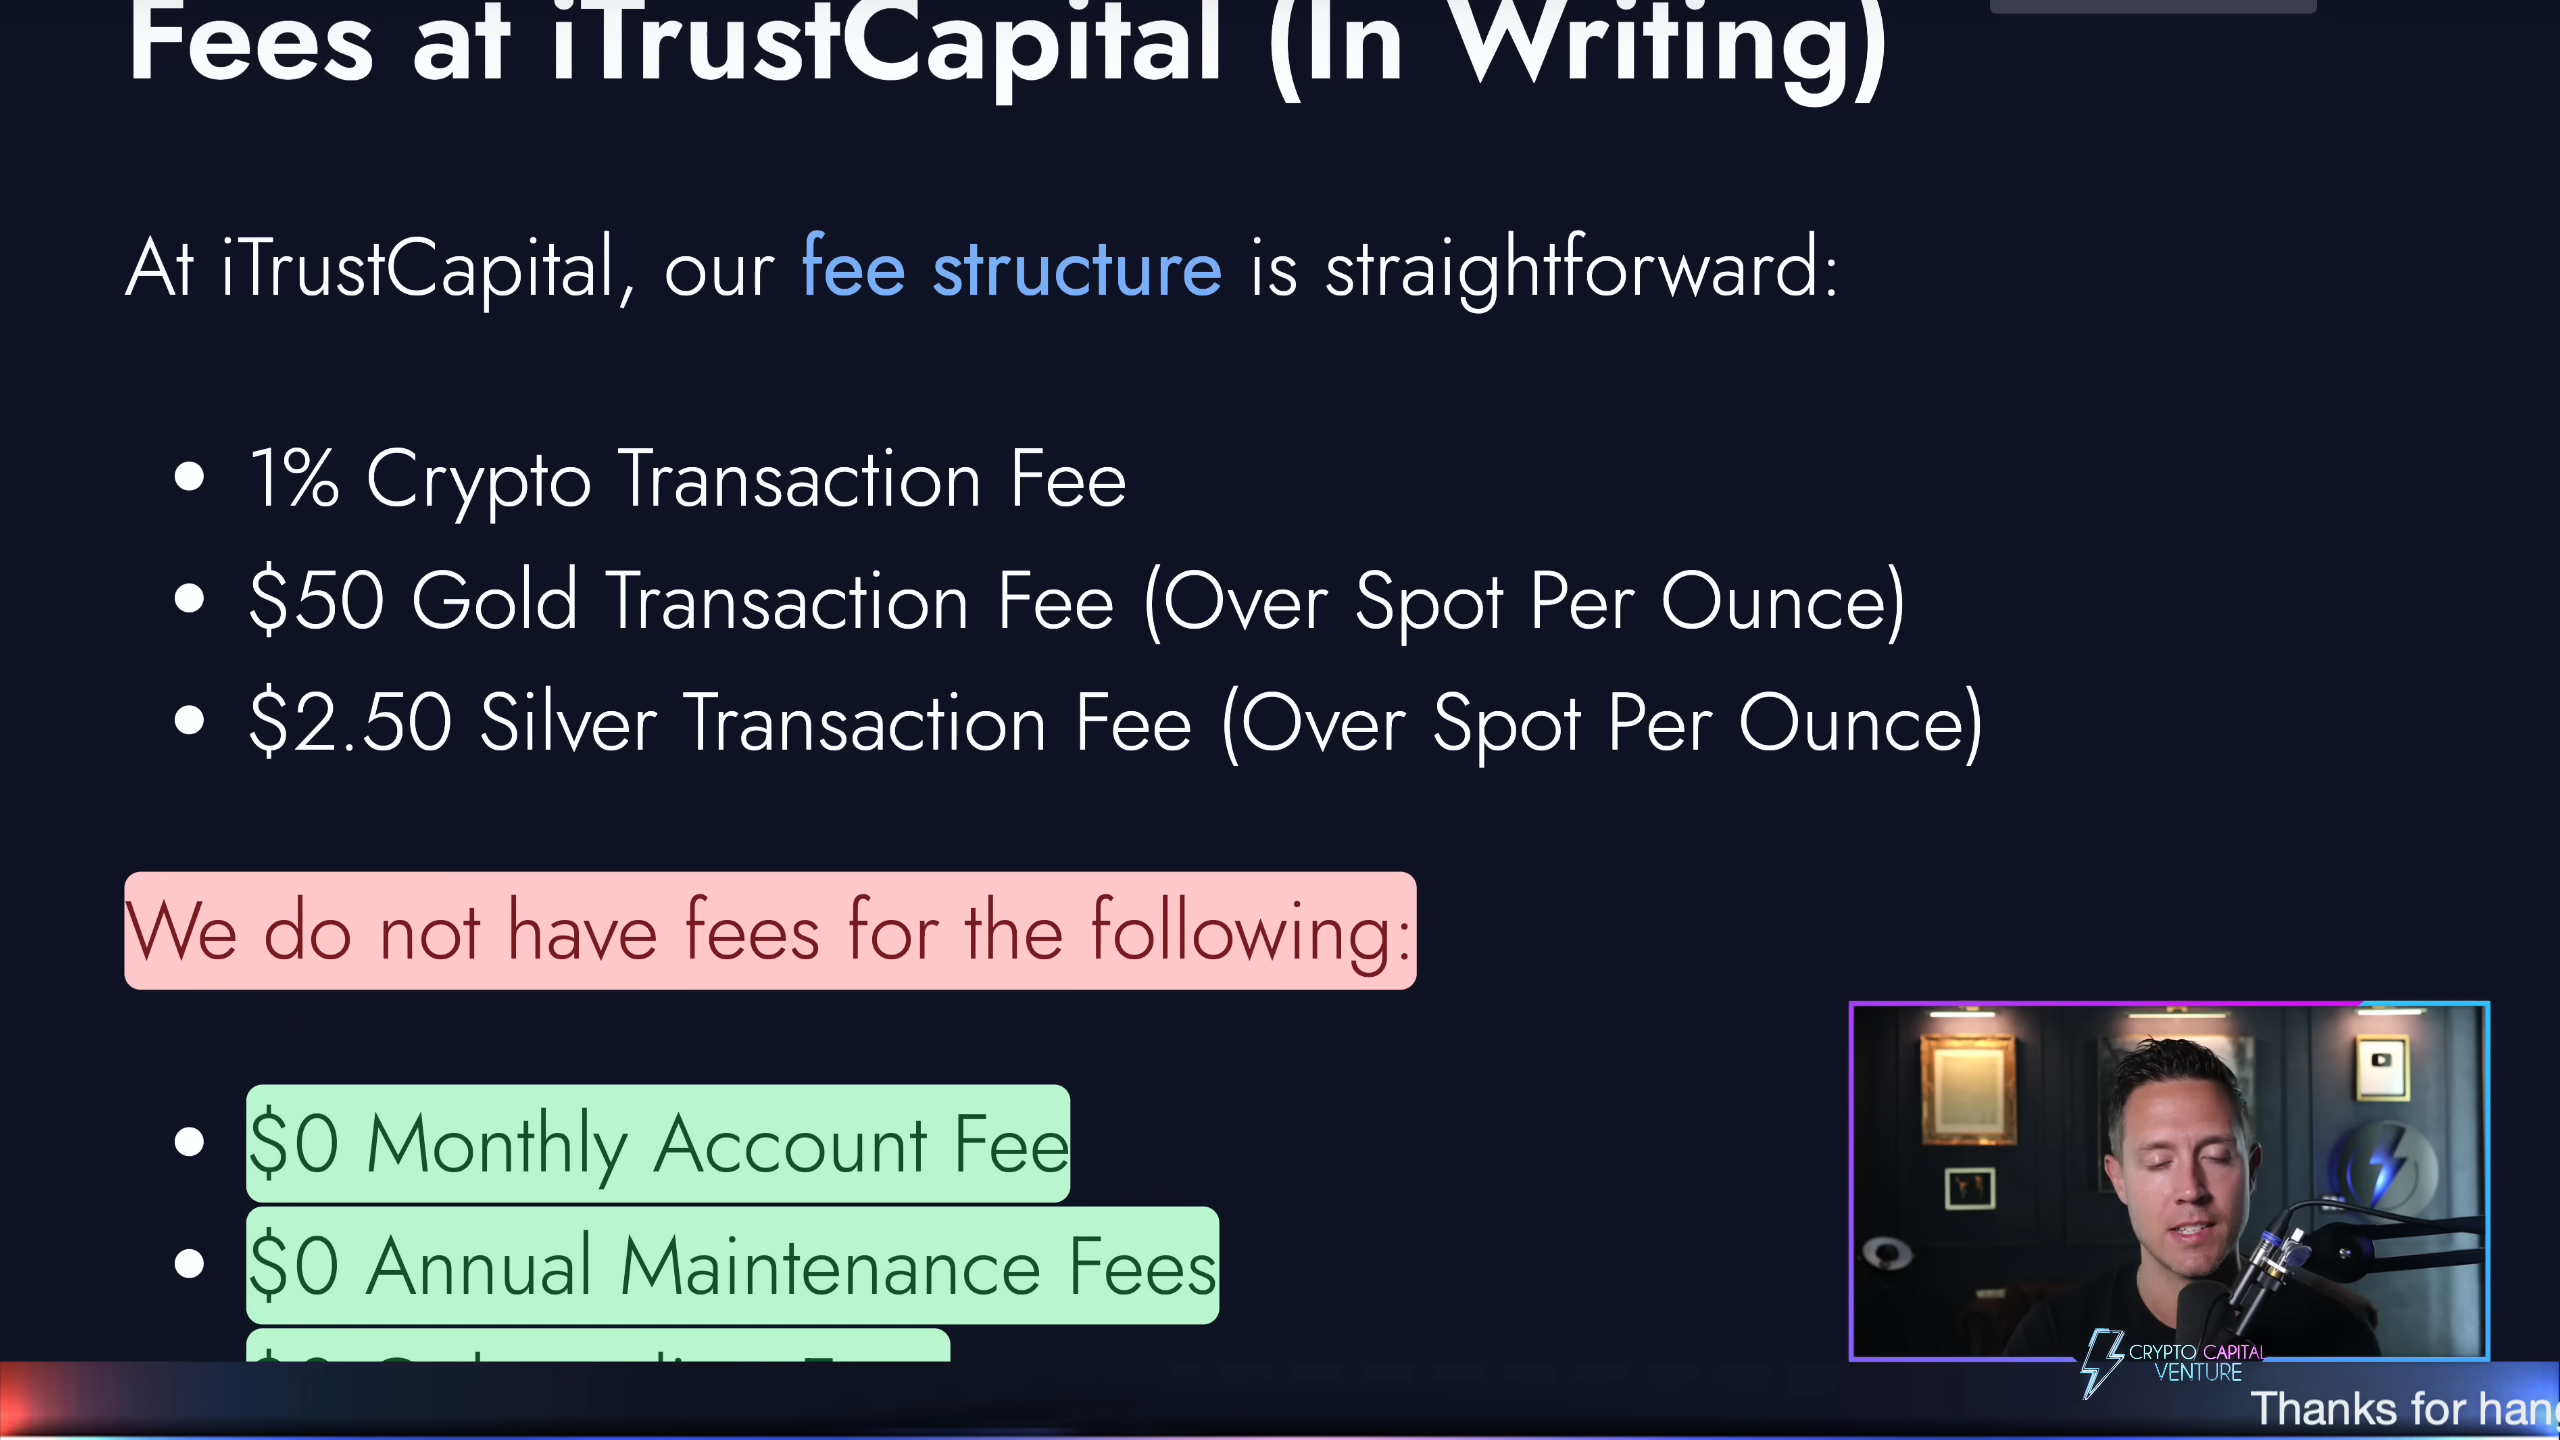 Fees at iTrustCapital (In Writing)
At iTrustCapital, our fee structure is straightforward:
1% Crypto Transaction Fee
$50 Gold Transaction Fee (Over Spot Per Ounce)
$2.50 Silver Transaction Fee (Over Spot Per Ounce)
We do not have fees for the following:
$0 Monthly Account Fee
$0 Annual Maintenance Fees
CRYPTO CAPITAL
VENTURE
Thanks for